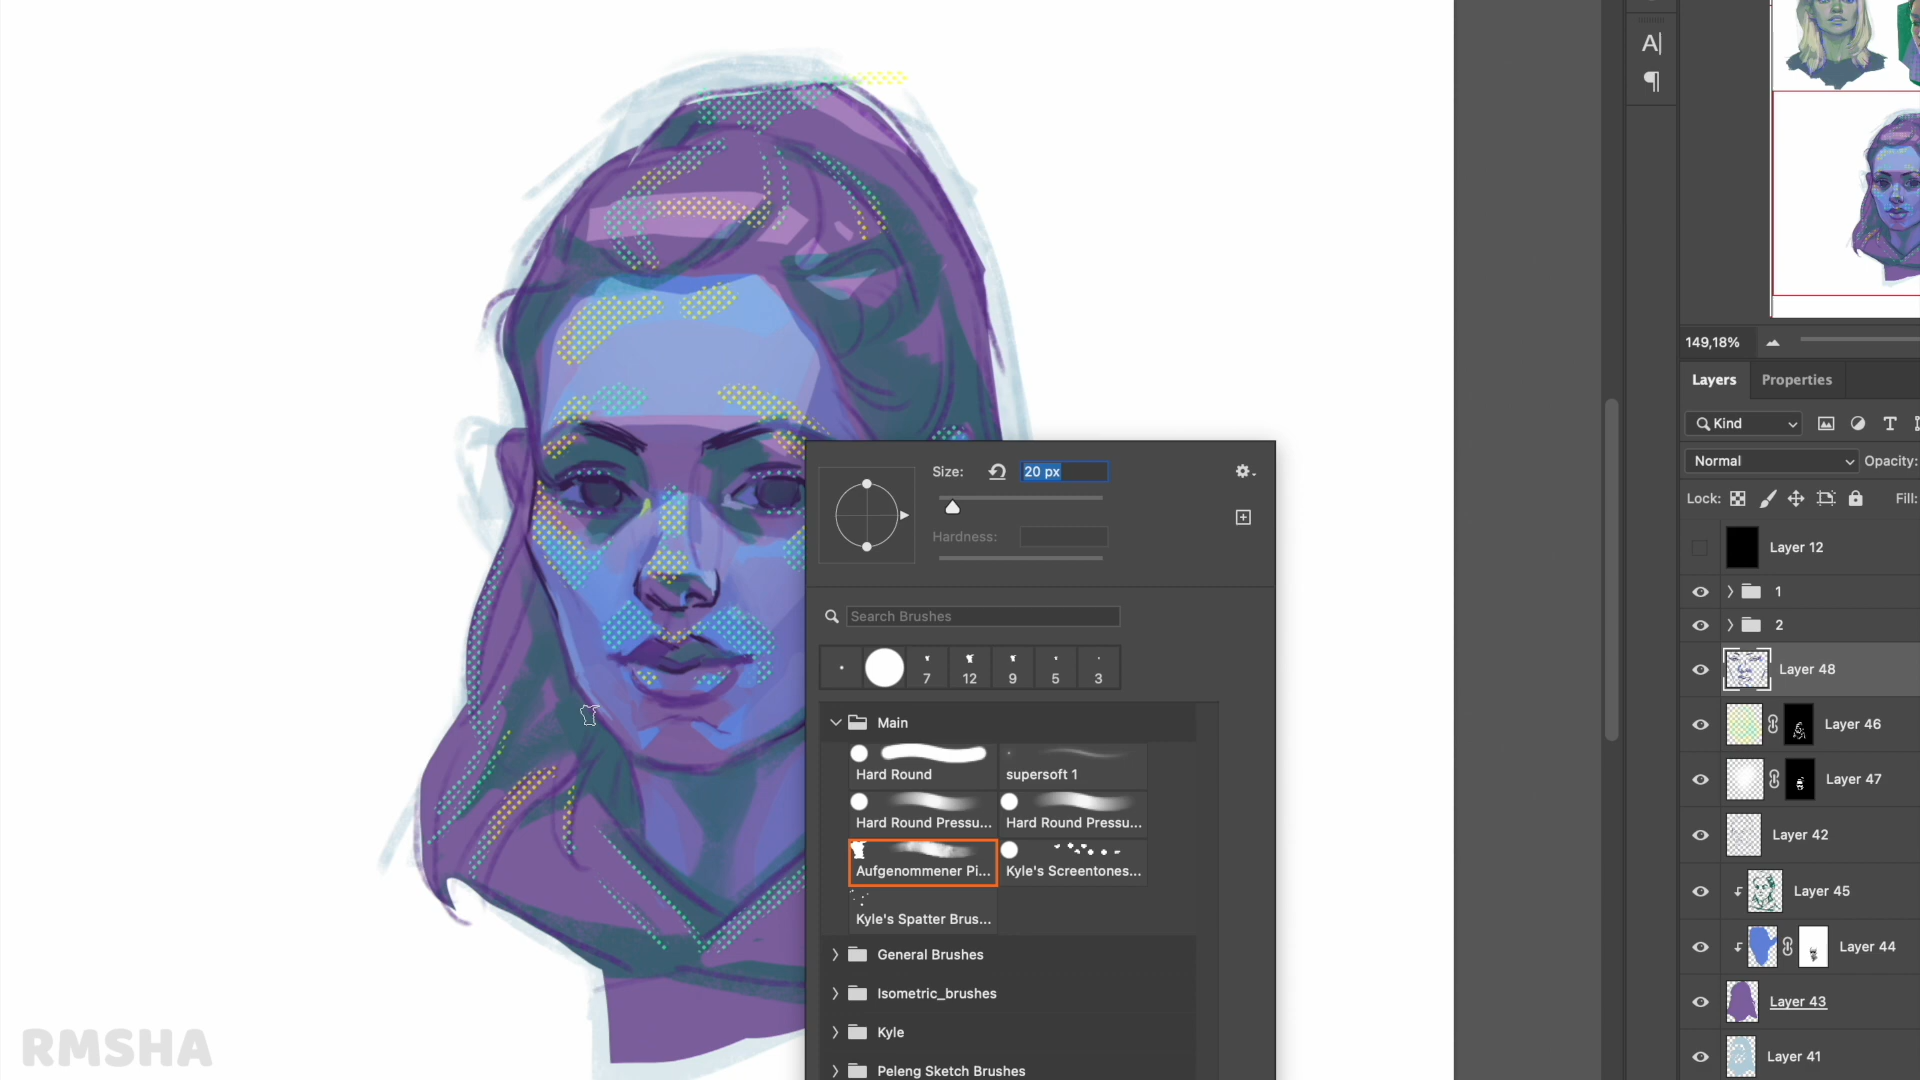 A|
¶
149,18%
Layers
Properties
Kind
T
Normal
Opacity:
Lock:
Fill:
Layer 12
1
2
Layer 48
Layer 46
Layer 47
Layer 42
Layer 45
Layer 44
Layer 43
Layer 41
Size:
20 px
Hardness:
Search Brushes
7
12
9
5
3
Main
Hard Round
supersoft 1
Hard Round Pressu...
Hard Round Pressu...
Aufgenommener Pi...
Kyle's Screentones...
Kyle's Spatter Brus...
General Brushes
Isometric_brushes
Kyle
Peleng Sketch Brushes
RMSHA